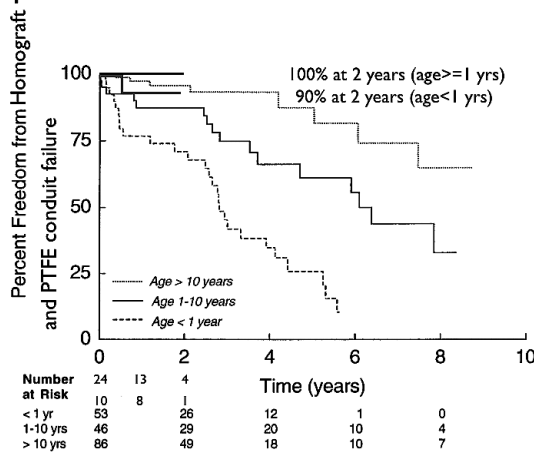 Percent Freedom from Homograft -
and PTFE conduit failure
100
75
50
25
0
100% at 2 years (age>=1 yrs)
90% at 2 years (age<1 yrs)
Age > 10 years
Age 1-10 years
Age < 1 year
0 2 4 6 8 10
Time (years)
Number 24 13 4
at Risk 10 8 1
< 1 yr 53 26 12 1 0
1-10 yrs 46 29 20 10 4
> 10 yrs 86 49 18 10 7